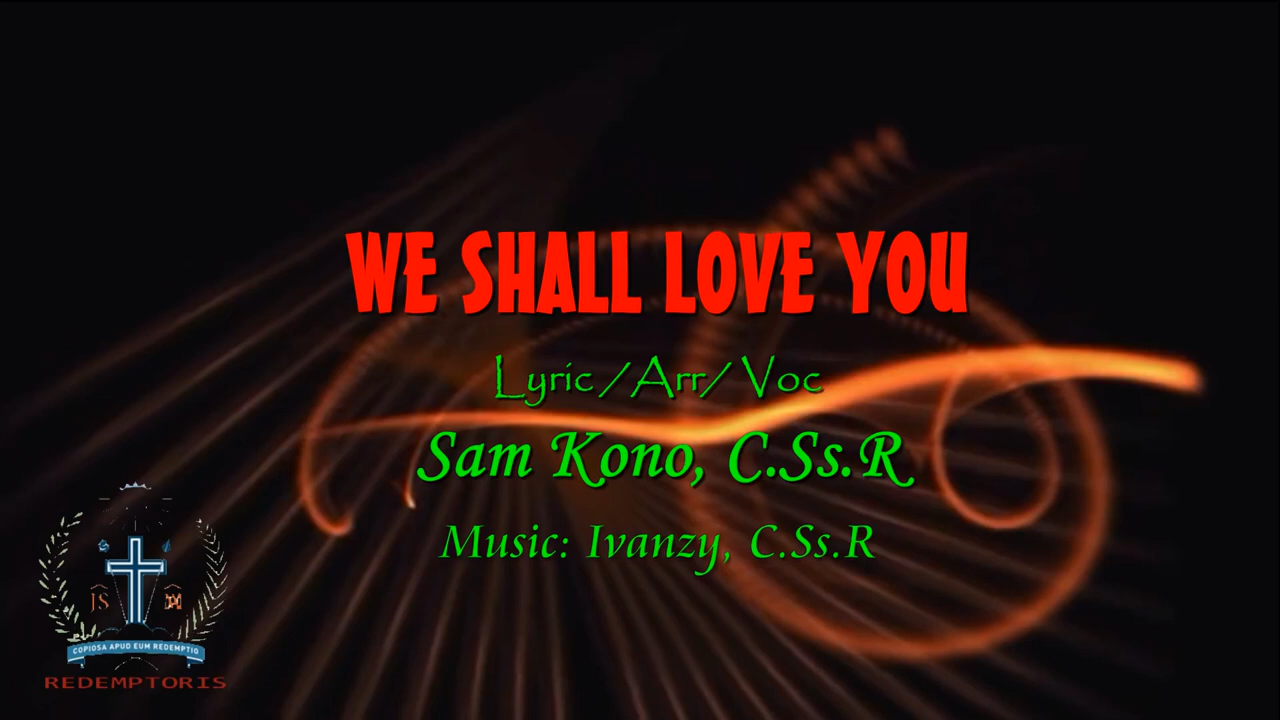 WE SHALL LOVE YOU
Lyric/Arr/Voc
Sam Kono, C.Ss.R
Music: Ivanzy, C.Ss.R
JS
COPIOSA APUD EUM REDEMPTIO
REDEMPTORIS